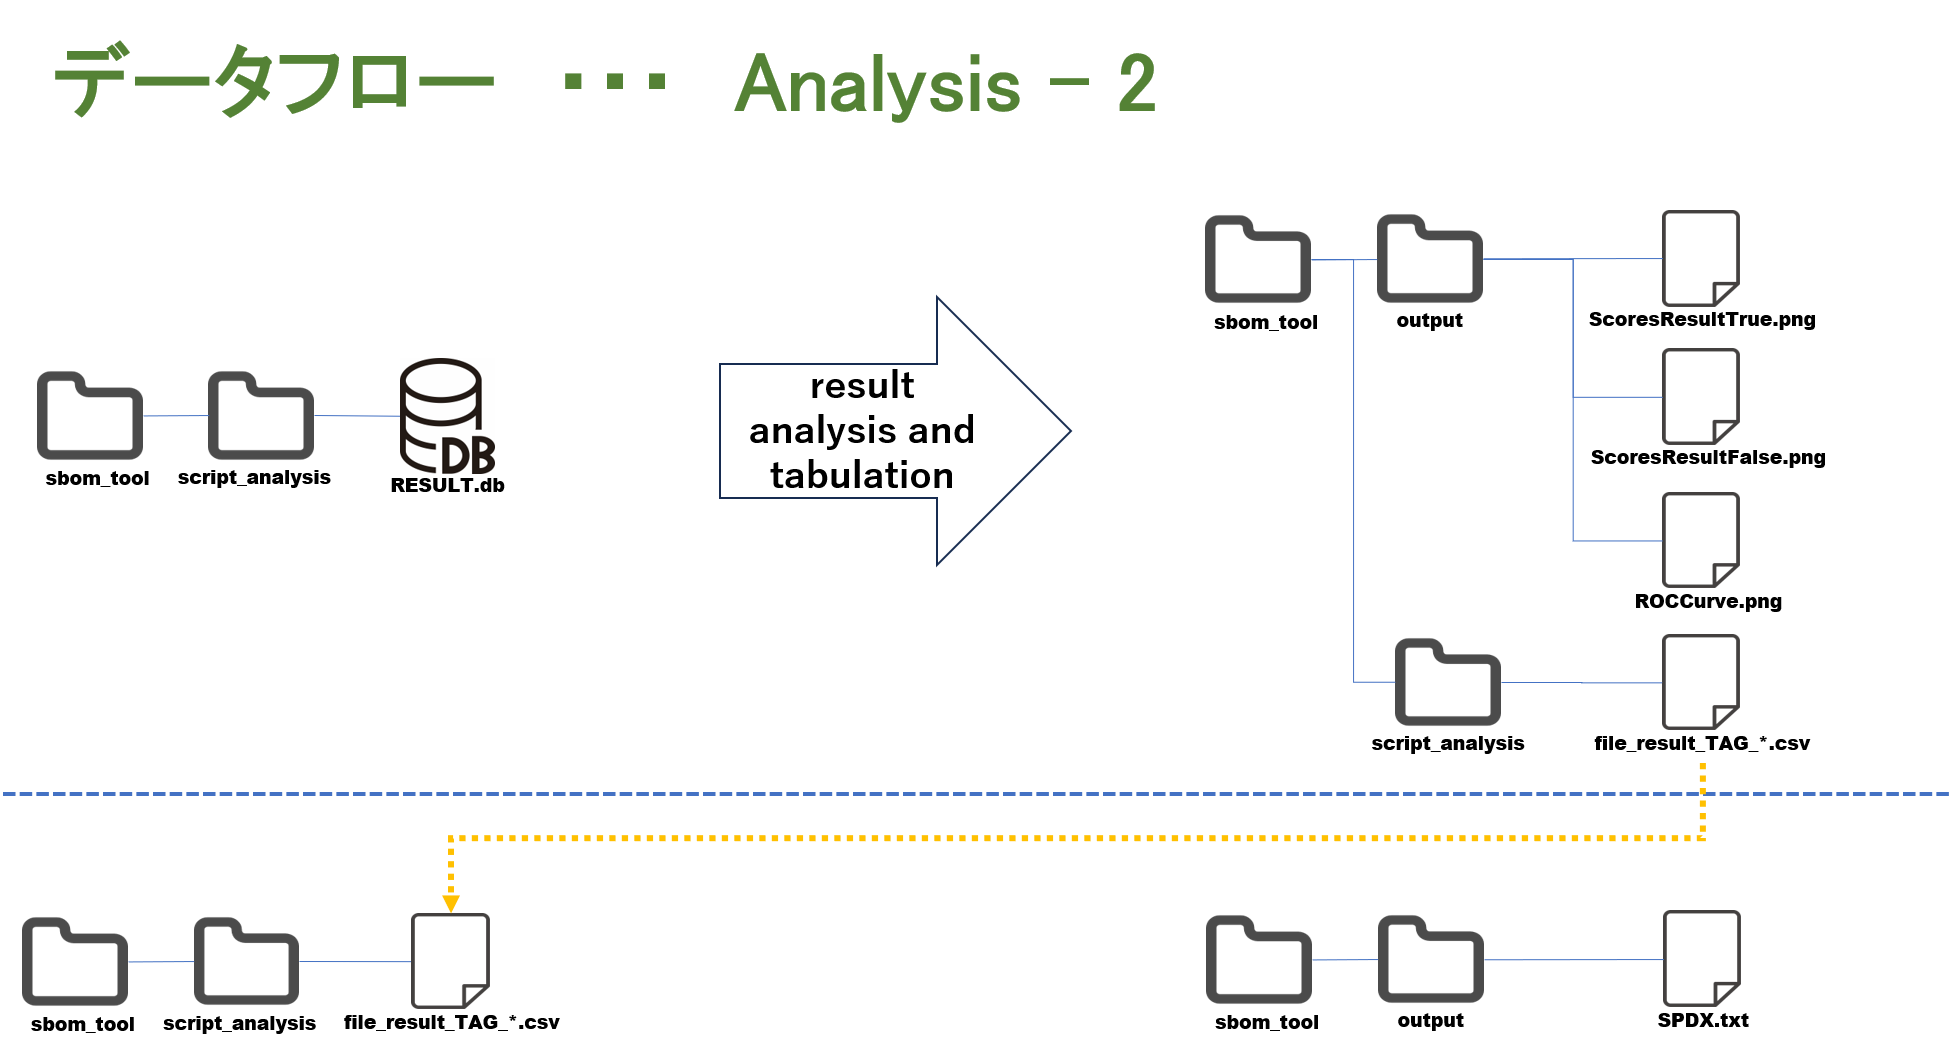 データフロー ・・・ Analysis － 2
sbom_tool
output
ScoresResultTrue.png
result
analysis and
tabulation
DB
sbom_tool
script_analysis
RESULT.db
ScoresResultFalse.png
ROCCurve.png
script_analysis
file_result_TAG_*.csv
sbom_tool
script_analysis
file_result_TAG_*.csv
sbom_tool
output
SPDX.txt